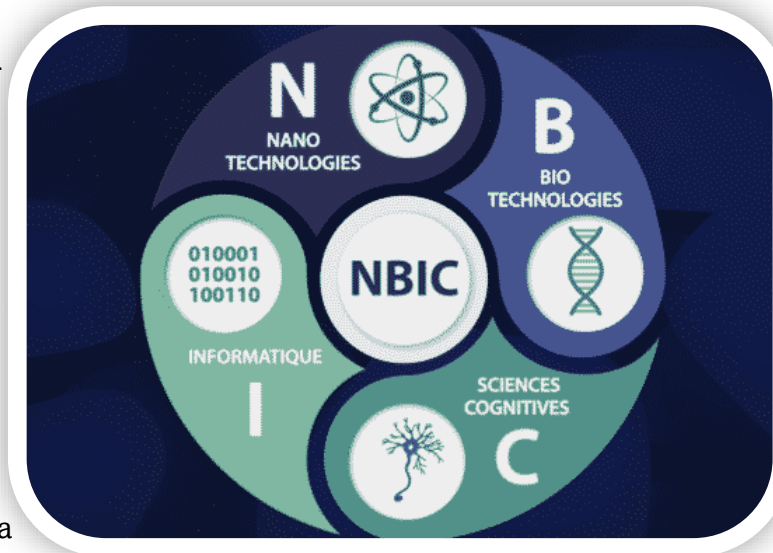 N
NANO
TECHNOLOGIES
B
BIO
TECHNOLOGIES
010001
010010
100110
NBIC
INFORMATIQUE
I
SCIENCES
COGNITIVES
C
a